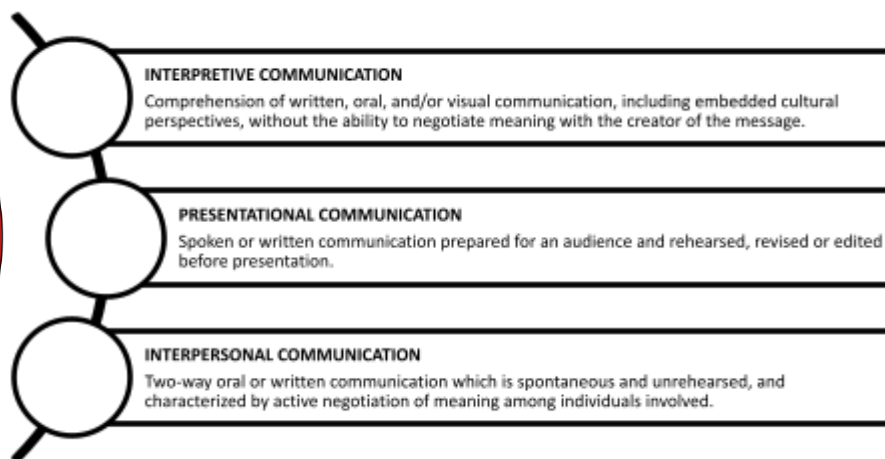 INTERPRETIVE COMMUNICATION
Comprehension of written, oral, and/or visual communication, including embedded cultural
perspectives, without the ability to negotiate meaning with the creator of the message.
PRESENTATIONAL COMMUNICATION
Spoken or written communication prepared for an audience and rehearsed, revised or edited
before presentation.
INTERPERSONAL COMMUNICATION
Two-way oral or written communication which is spontaneous and unrehearsed, and
characterized by active negotiation of meaning among individuals involved.